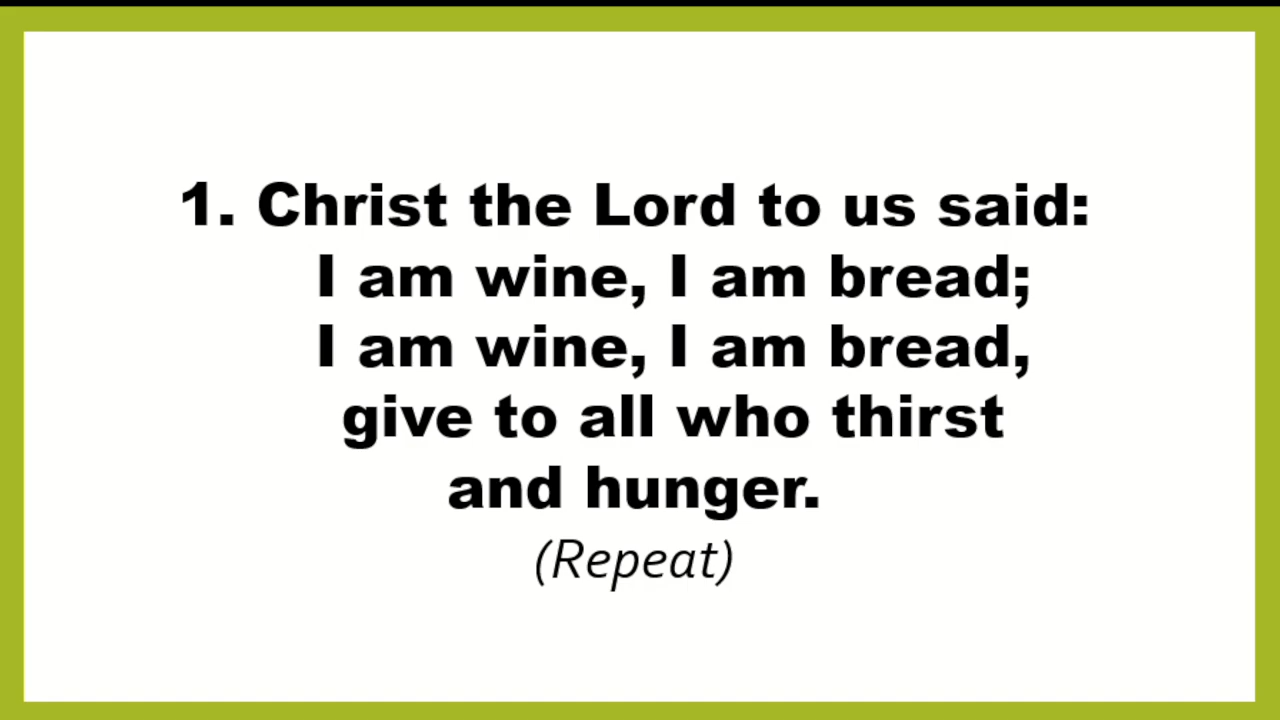 1. Christ the Lord to us said:
I am wine, I am bread;
I am wine, I am bread,
give to all who thirst
and hunger.
(Repeat)